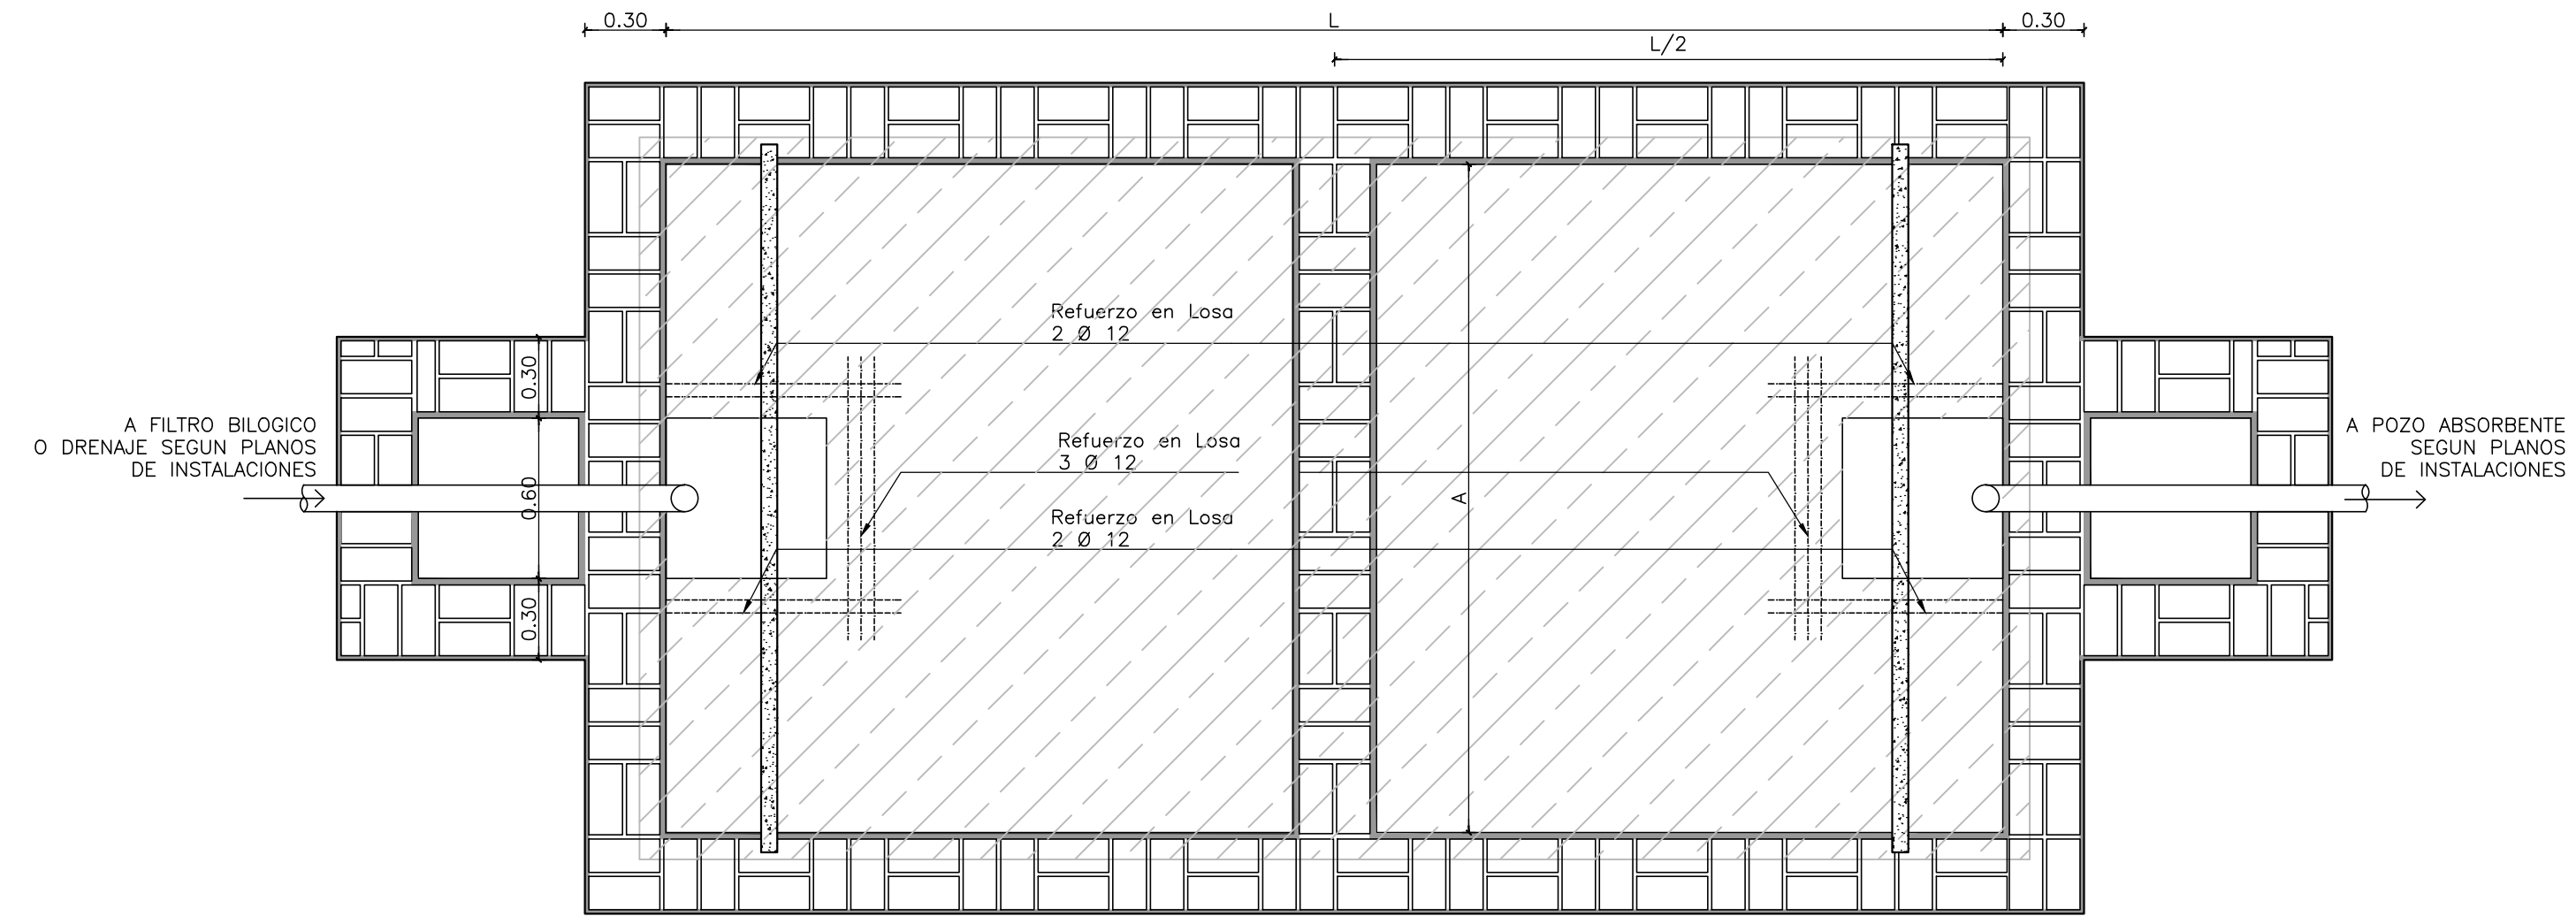 0.30
L
0.30
L/2
Refuerzo en Losa
2 Ø 12
0.30
A FILTRO BILOGICO
O DRENAJE SEGUN PLANOS
DE INSTALACIONES
0.60
Refuerzo en Losa
3 Ø 12
A
A POZO ABSORBENTE
SEGUN PLANOS
DE INSTALACIONES
Refuerzo en Losa
2 Ø 12
0.30